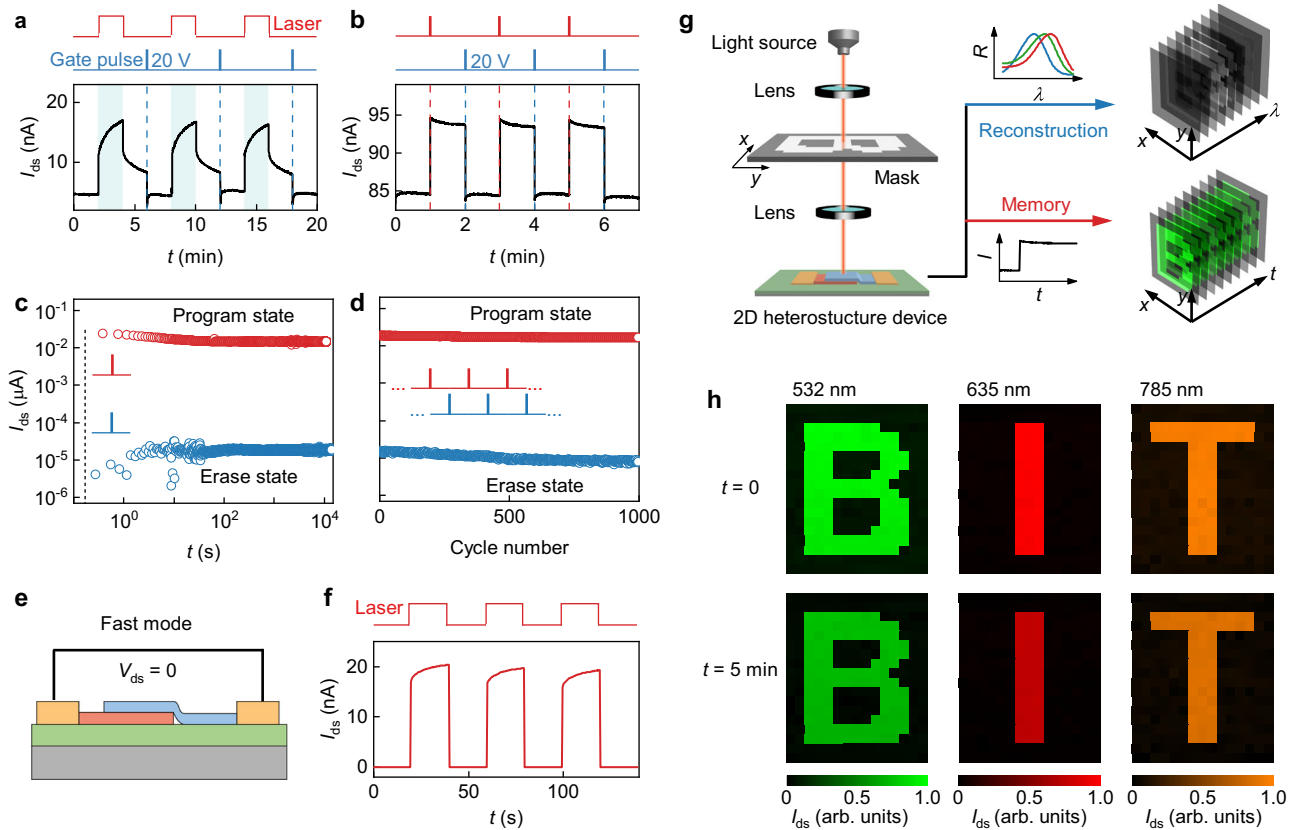 a
Laser
Gate pulse 20 V
I_ds (nA)
25
20
10
0 5 10 15 20
t (min)
b
20 V
I_ds (nA)
95
90
85
0 2 4 6
t (min)
c
I_ds (μA)
10^-1
10^-2
10^-3
10^-4
10^-5
10^-6
Program state
Erase state
10^0 10^2 10^4
t (s)
d
Program state
Erase state
0 500 1000
Cycle number
e
Fast mode
V_ds = 0
f
Laser
I_ds (nA)
20
10
0
0 50 100
t (s)
g
Light source
Lens
x
y
Mask
Lens
2D heterostucture device
R
λ
Reconstruction
Memory
I
t
x y λ
x y t
h
532 nm 635 nm 785 nm
t = 0
B I T
t = 5 min
B I T
0 0.5 1.0 0 0.5 1.0 0 0.5 1.0
I_ds (arb. units) I_ds (arb. units) I_ds (arb. units)